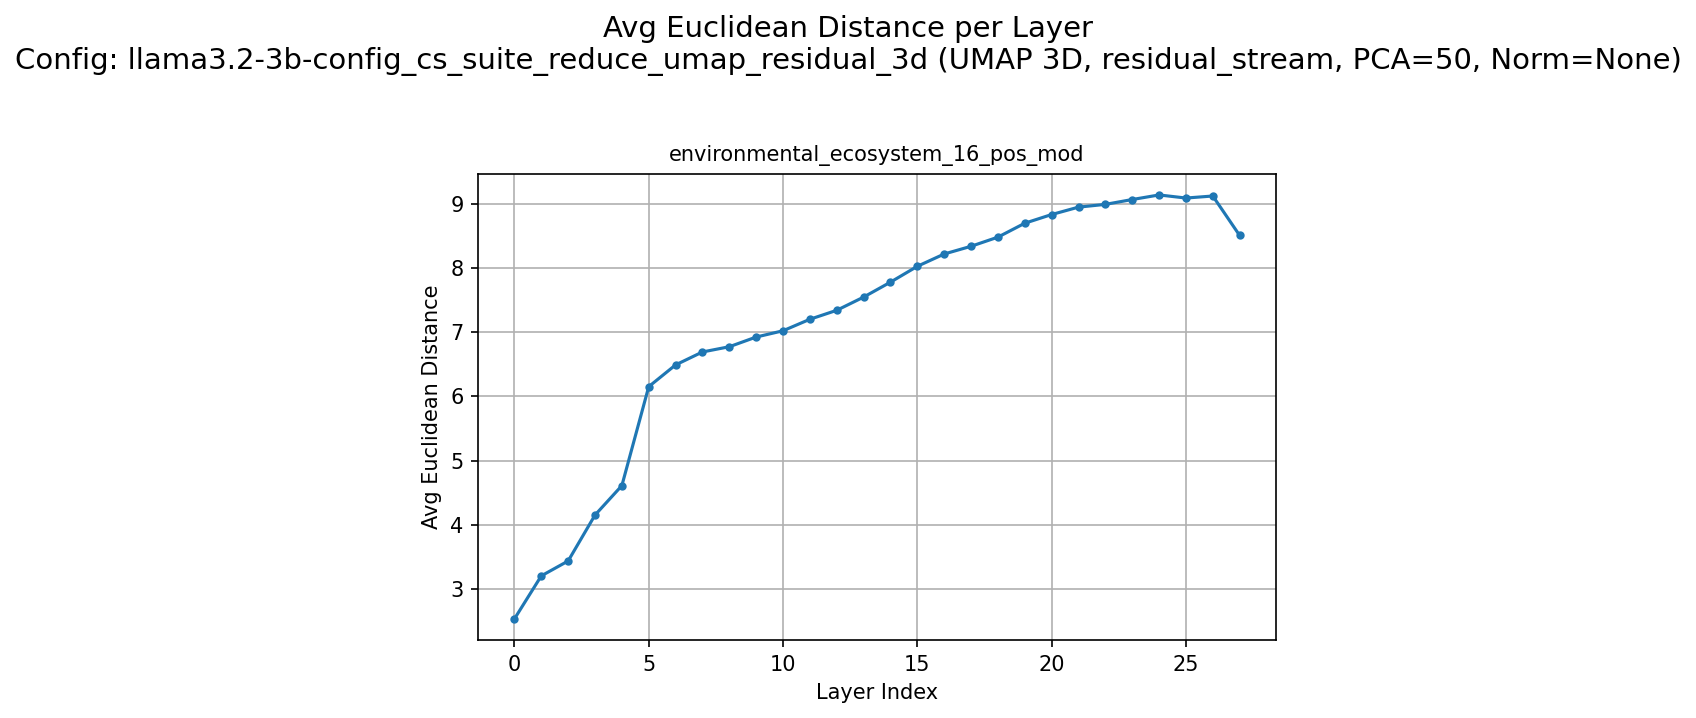 Avg Euclidean Distance per Layer
Config: llama3.2-3b-config_cs_suite_reduce_umap_residual_3d (UMAP 3D, residual_stream, PCA=50, Norm=None)
environmental_ecosystem_16_pos_mod
Avg Euclidean Distance
9
8
7
6
5
4
3
0 5 10 15 20 25
Layer Index